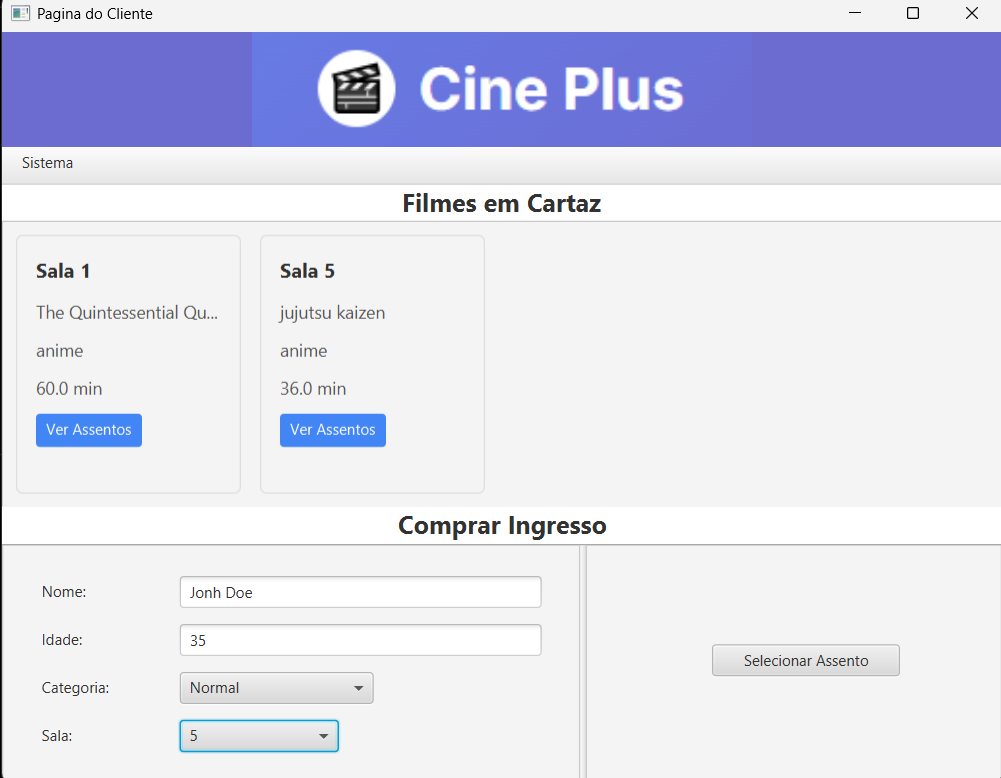 Pagina do Cliente
Cine Plus
Sistema
Filmes em Cartaz
Sala 1
The Quintessential Qu...
anime
60.0 min
Ver Assentos
Sala 5
jujutsu kaizen
anime
36.0 min
Ver Assentos
Comprar Ingresso
Nome: Jonh Doe
Idade: 35
Categoria: Normal
Sala: 5
Selecionar Assento